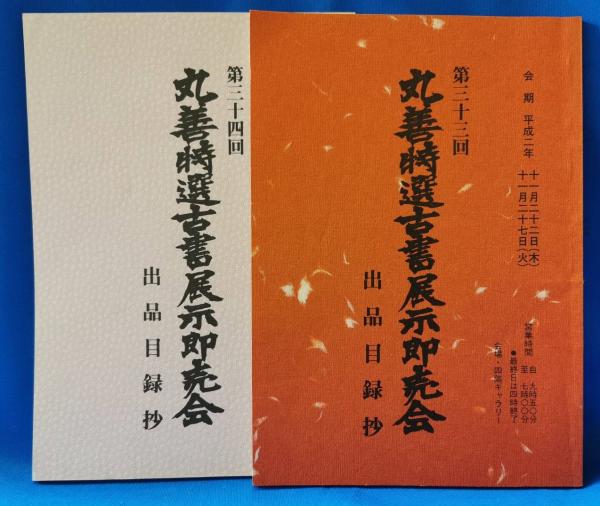 会期 平成二年 十一月二十二日(木)
十一月二十七日(火)
営業時間 自 九時五〇分
至 七時〇〇分
●最終日は四時終了
会場・四階ギャラリー
第三十三回
丸善特選古書展示即売会
出品目録抄
第三十四回
丸善特選古書展示即売会
出品目録抄